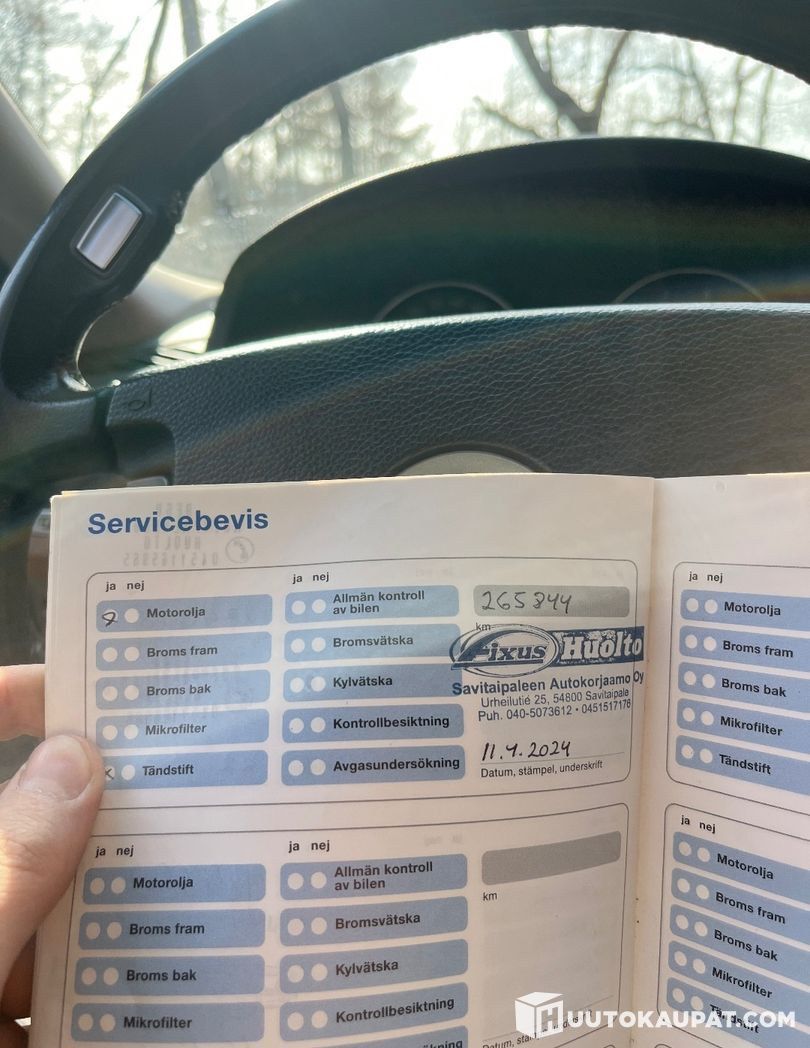 Servicebevis
ja nej
Motorolja
Broms fram
Broms bak
Mikrofilter
Tändstift
ja nej
Allmän kontroll
av bilen
Bromsvätska
Kylvätska
Kontrollbesiktning
Avgasundersökning
265844
km
Fixus Huolto
Savitaipaleen Autokorjaamo Oy
Urheilutié 25, 54800 Savitaipale
Puh. 040-5073612 • 0451517176
11.4.2024
Datum, stämpel, underskrift
ja nej
Motorolja
Broms fram
Broms bak
Mikrofilter
ja nej
Allmän kontroll
av bilen
Bromsvätska
Kylvätska
Kontrollbesiktning
km
ja nej
Motorolja
Broms fram
Broms bak
Mikrofilter
Tändstift
ja nej
Motorolja
Broms fram
Broms bak
Mikrofilter
Tändstift
HUUTOKAUPAT.COM